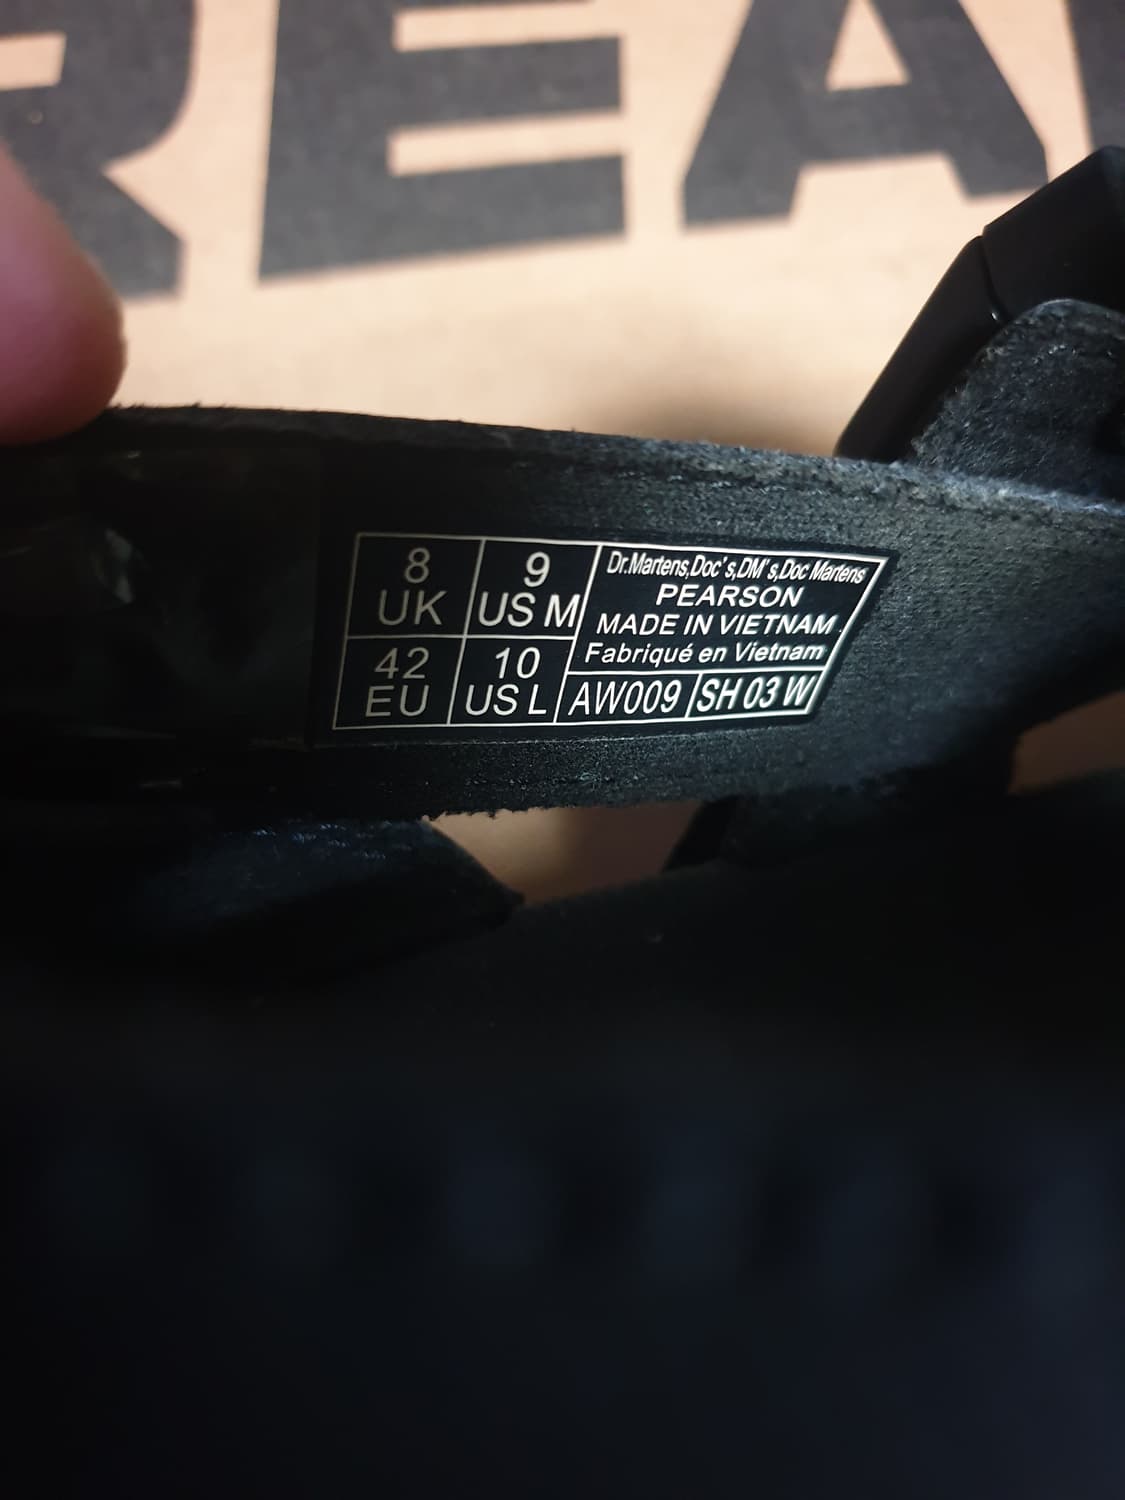 REA
8
UK
9
US M
42
EU
10
US L
Dr.Martens,Doc's,DM's,Doc Martens
PEARSON
MADE IN VIETNAM
Fabriqué en Vietnam
AW009
SH 03 W